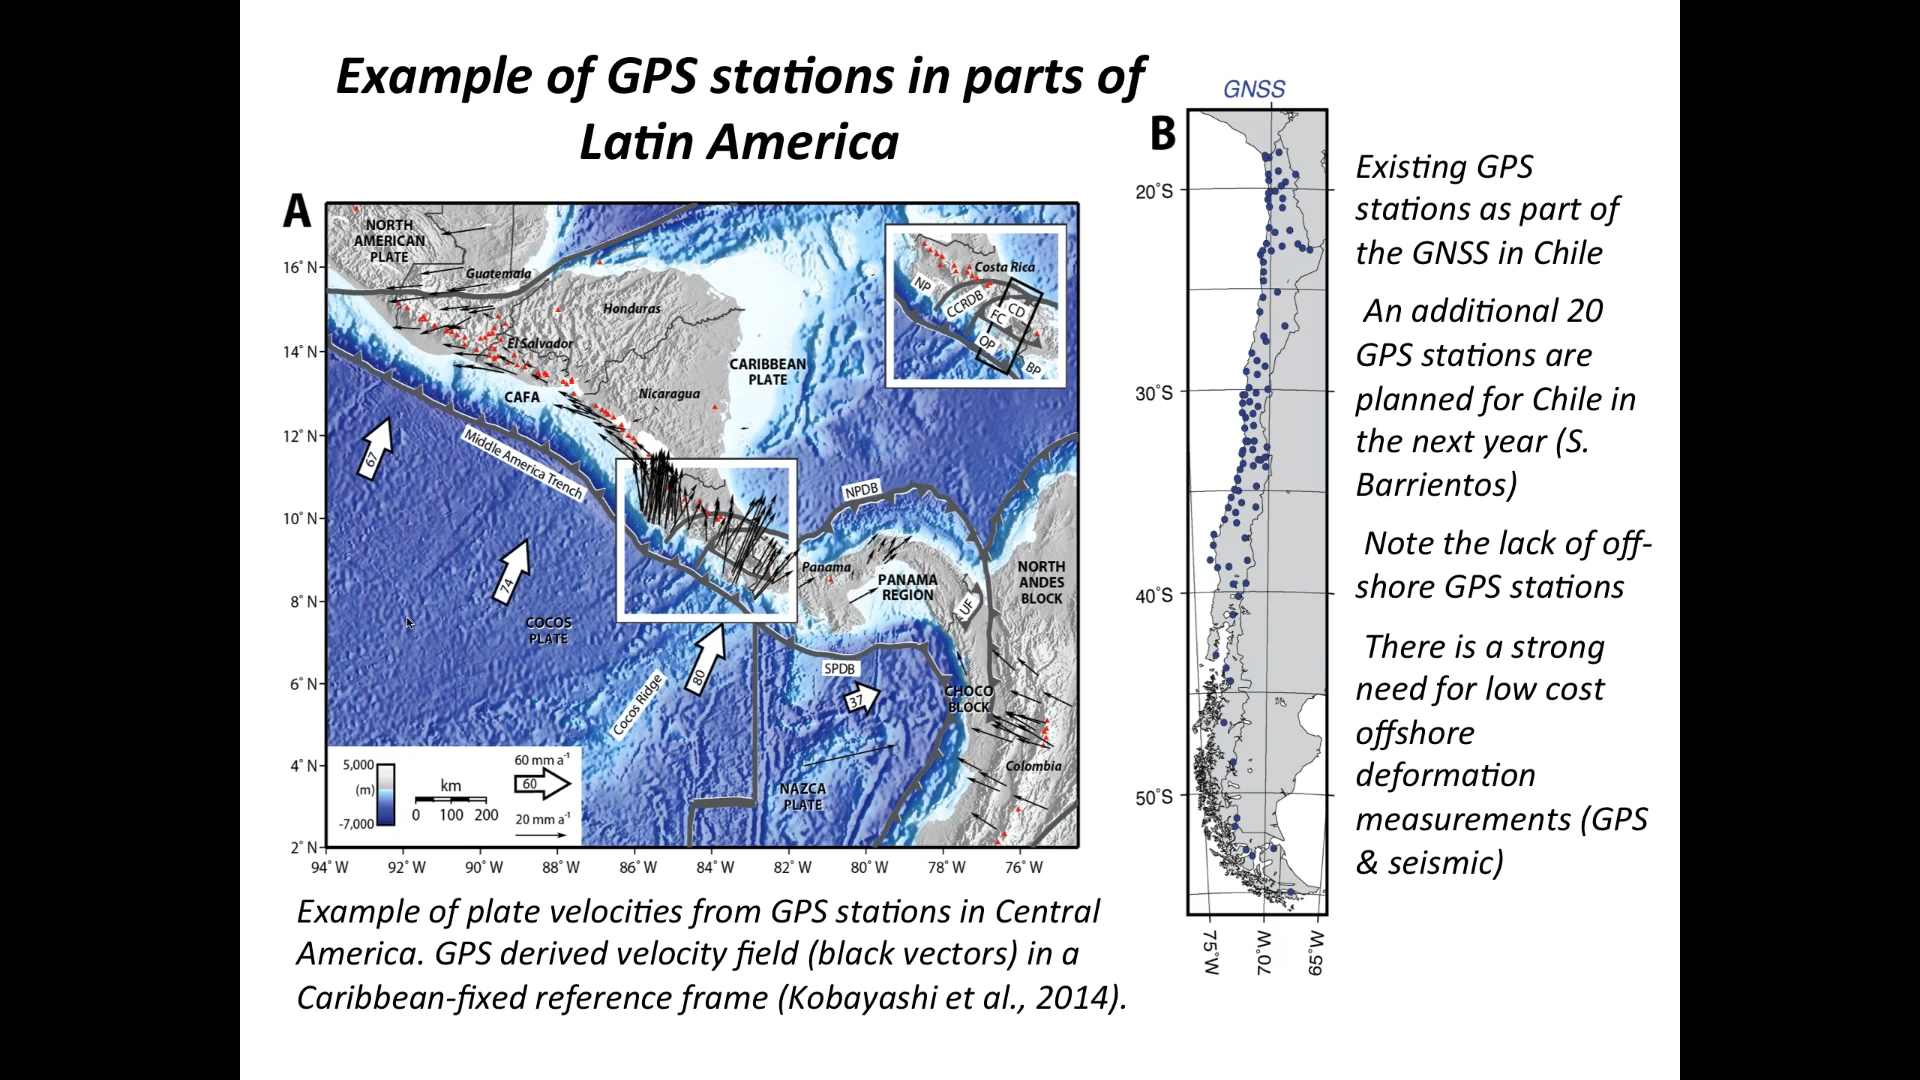 Example of GPS stations in parts of
Latin America
GNSS
A
B
NORTH
AMERICAN
PLATE
Guatemala
Honduras
El Salvador
Nicaragua
CARIBBEAN
PLATE
CAFA
Middle America Trench
67
74
80
37
COCOS
PLATE
Cocos Ridge
Costa Rica
NP
CCRDB
CD
FC
OP
BP
NPDB
Panama
PANAMA
REGION
UF
NORTH
ANDES
BLOCK
SPDB
CHOCO
BLOCK
Colombia
NAZCA
PLATE
5,000
(m)
-7,000
km
0 100 200
60 mm a⁻¹
60
20 mm a⁻¹
16° N
14° N
12° N
10° N
8° N
6° N
4° N
2° N
94° W 92° W 90° W 88° W 86° W 84° W 82° W 80° W 78° W 76° W
20°S
30°S
40°S
50°S
75°W
70°W
65°W
Existing GPS
stations as part of
the GNSS in Chile
An additional 20
GPS stations are
planned for Chile in
the next year (S.
Barrientos)
Note the lack of off-
shore GPS stations
There is a strong
need for low cost
offshore
deformation
measurements (GPS
& seismic)
Example of plate velocities from GPS stations in Central
America. GPS derived velocity field (black vectors) in a
Caribbean-fixed reference frame (Kobayashi et al., 2014).